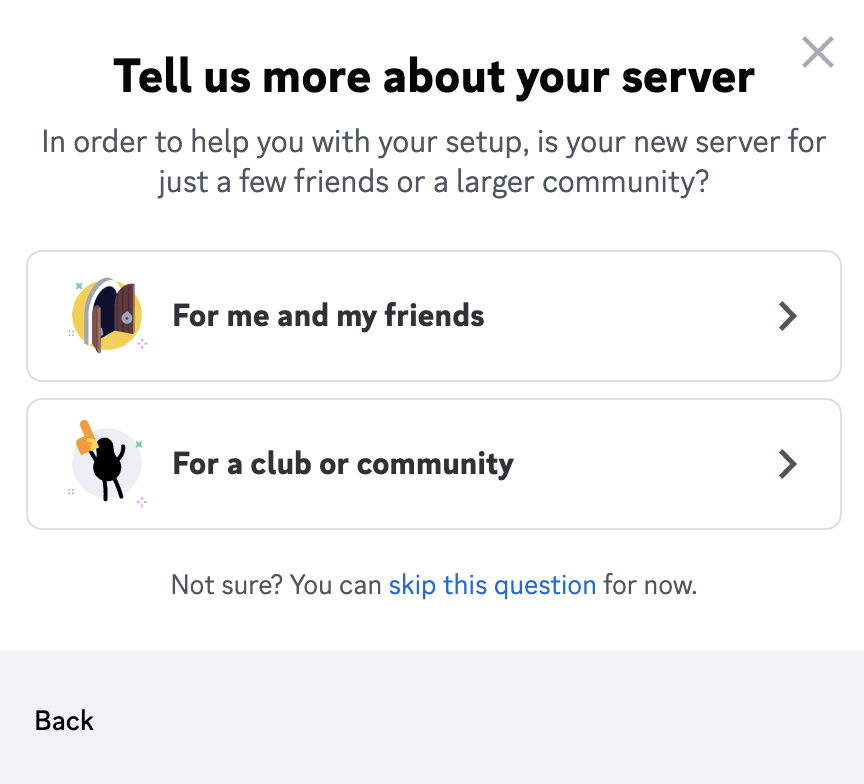 Tell us more about your server
In order to help you with your setup, is your new server for
just a few friends or a larger community?
For me and my friends
For a club or community
Not sure? You can skip this question for now.
Back